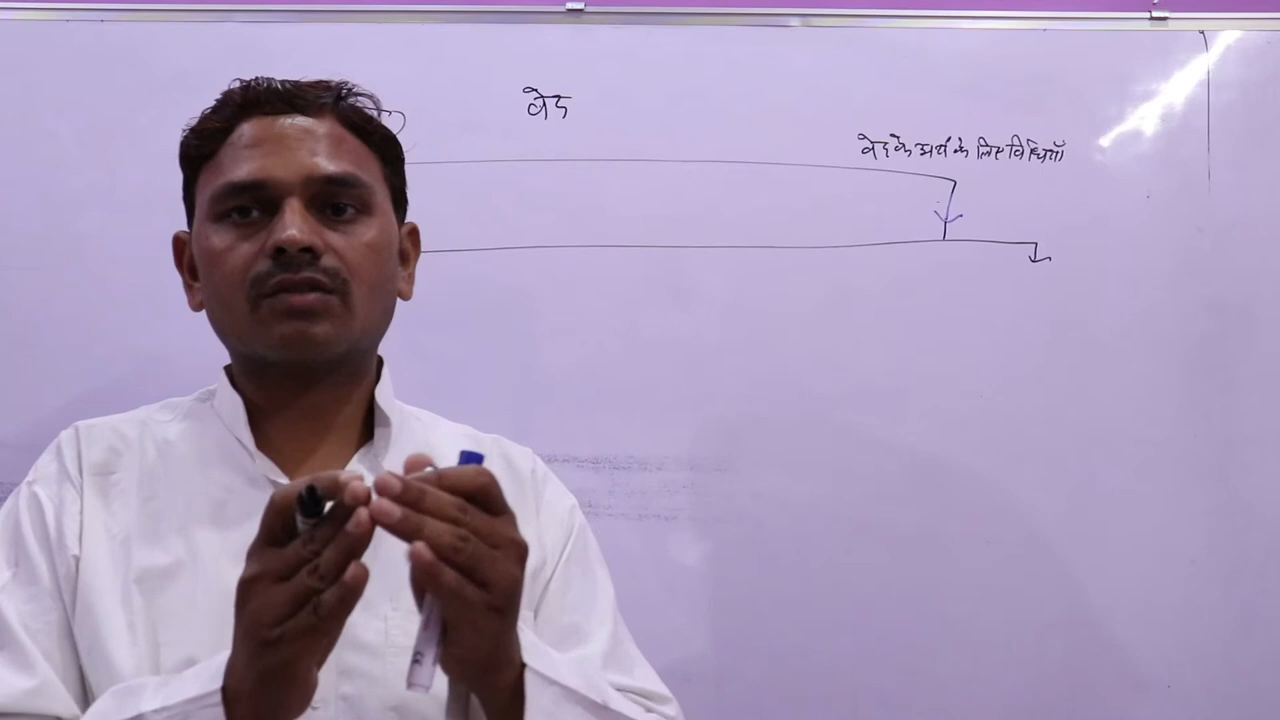 वेद
वेद के अर्थ के लिए विधियाँ